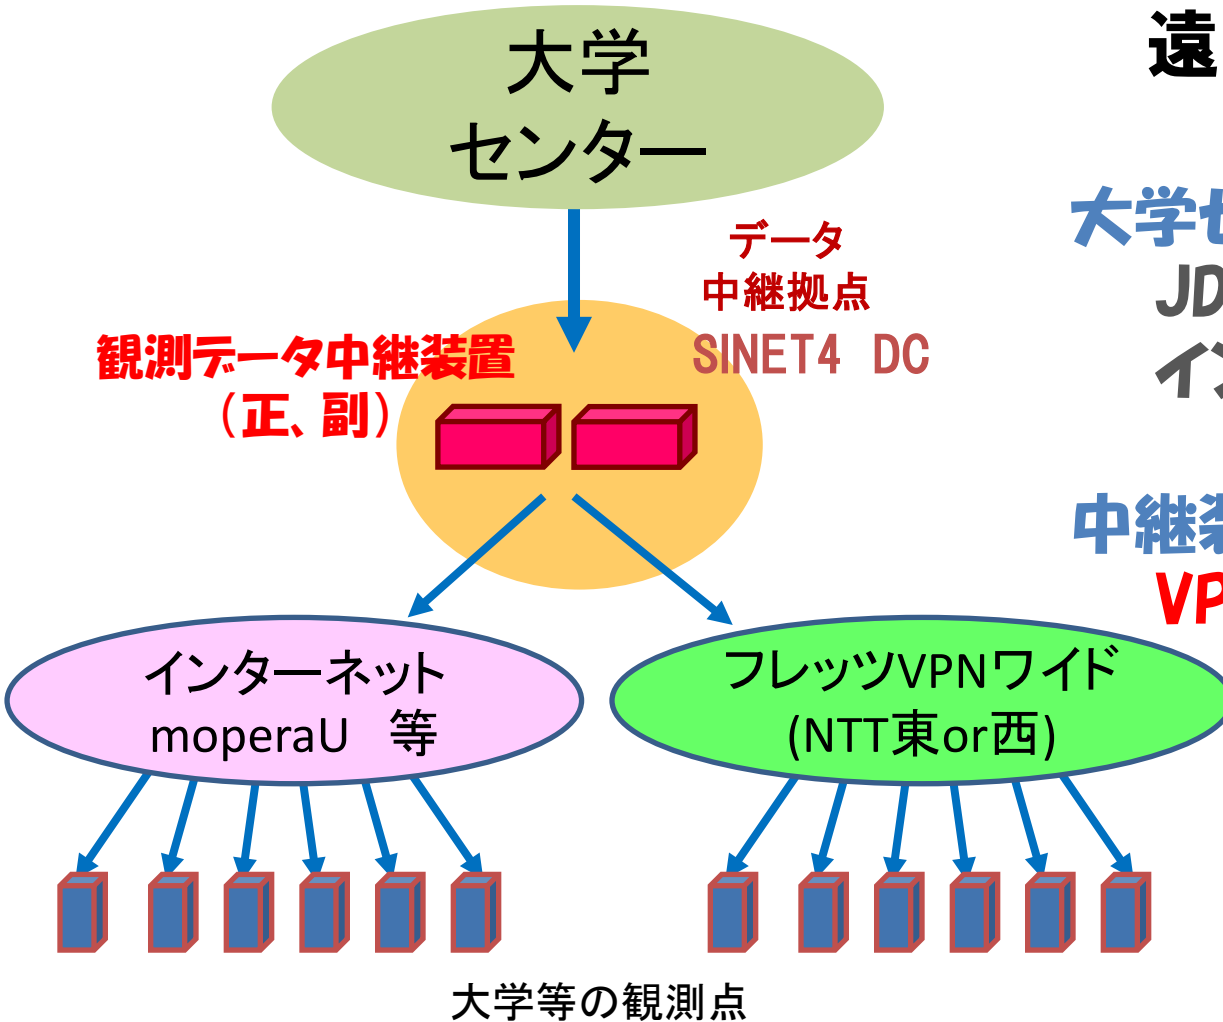 大学
センター
遠
データ
中継拠点
SINET4　DC
観測データ中継装置
（正、副）
大学
JD
イン
中継装
VP
インターネット
moperaU　等
フレッツVPNワイド
(NTT東or西)
大学等の観測点